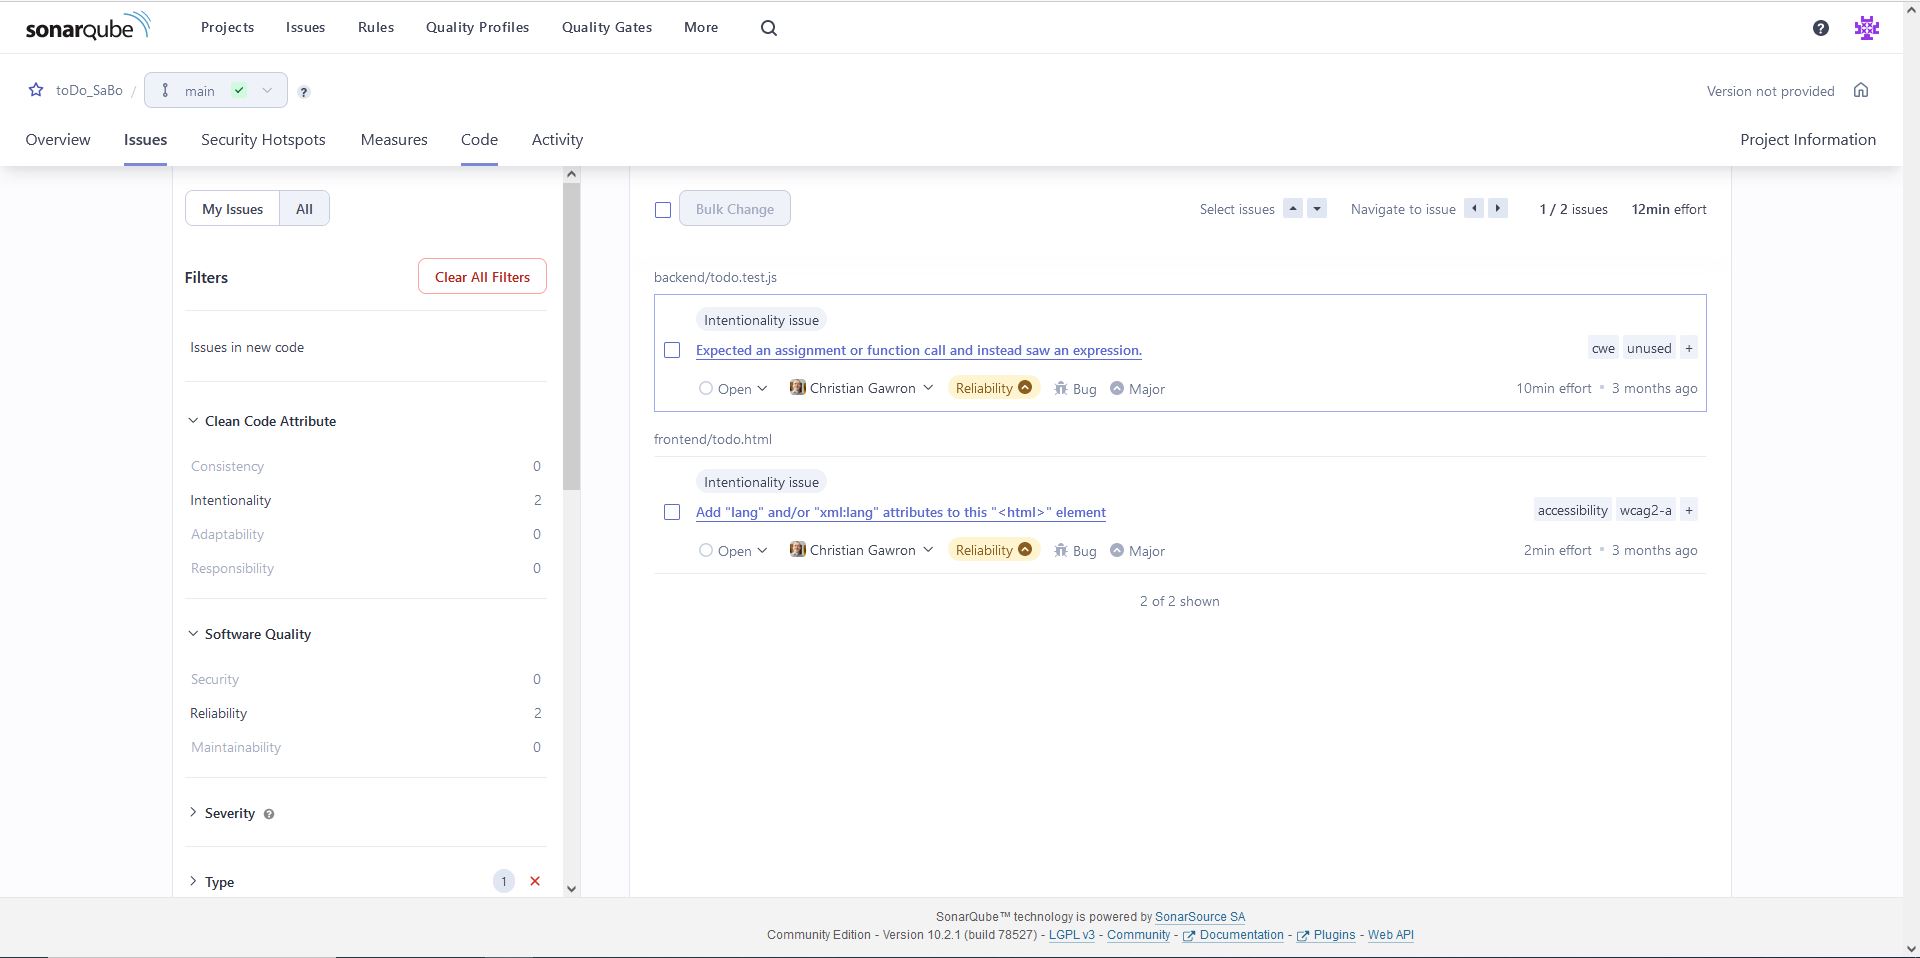 sonarqube Projects Issues Rules Quality Profiles Quality Gates More ?
toDo_SaBo / main ? Version not provided
Overview Issues Security Hotspots Measures Code Activity Project Information
My Issues All
Filters Clear All Filters
Issues in new code
Clean Code Attribute
Consistency 0
Intentionality 2
Adaptability 0
Responsibility 0
Software Quality
Security 0
Reliability 2
Maintainability 0
Severity ?
Type 1
Bulk Change Select issues Navigate to issue 1 / 2 issues 12min effort
backend/todo.test.js
Intentionality issue
Expected an assignment or function call and instead saw an expression. cwe unused +
Open Christian Gawron Reliability Bug Major 10min effort • 3 months ago
frontend/todo.html
Intentionality issue
Add "lang" and/or "xml:lang" attributes to this "<html>" element accessibility wcag2-a +
Open Christian Gawron Reliability Bug Major 2min effort • 3 months ago
2 of 2 shown
SonarQube™ technology is powered by SonarSource SA
Community Edition - Version 10.2.1 (build 78527) - LGPL v3 - Community - Documentation - Plugins - Web API